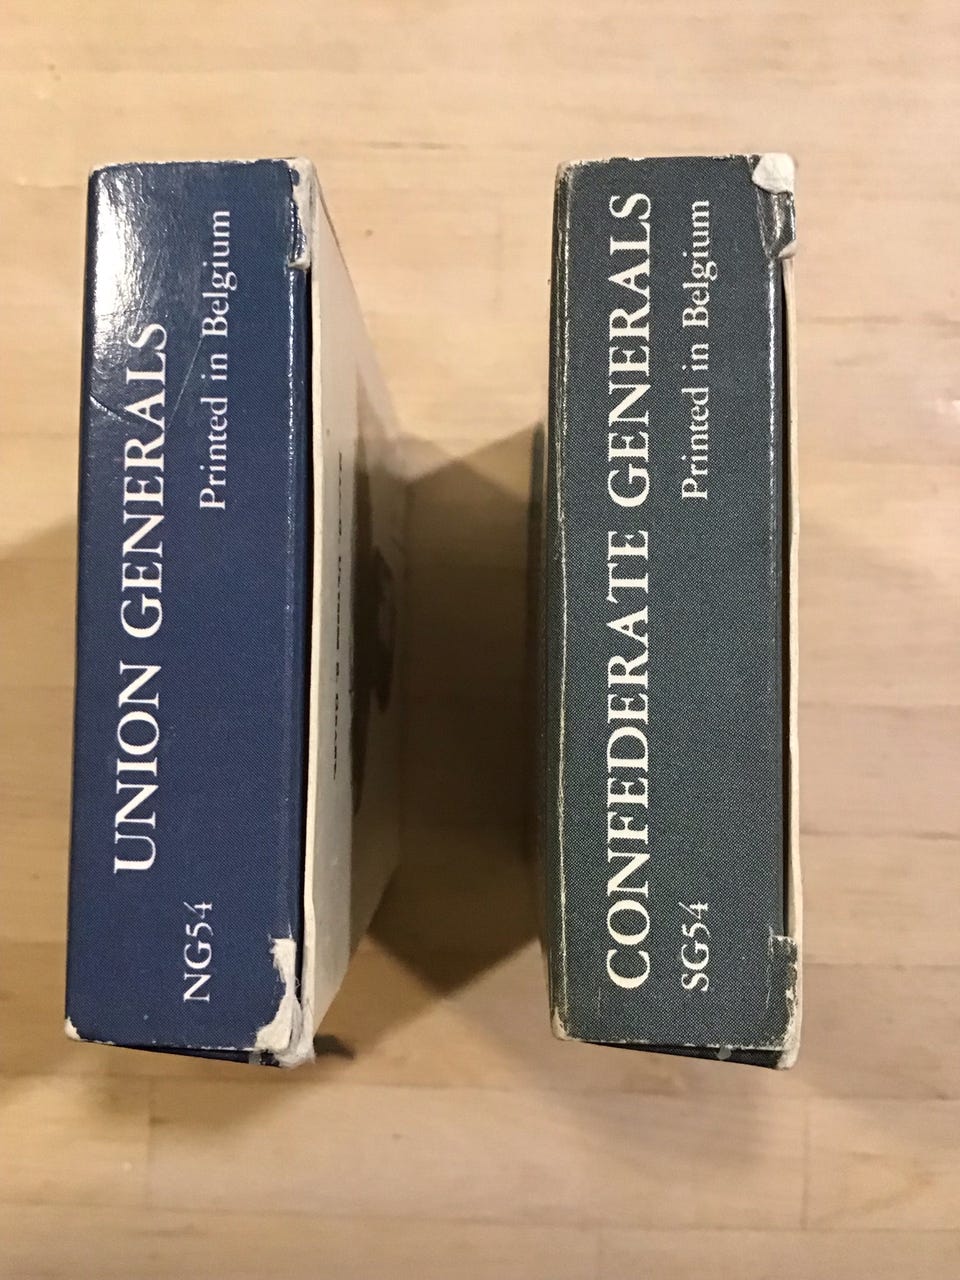 UNION GENERALS
NG54 Printed in Belgium
CONFEDERATE GENERALS
SG54 Printed in Belgium